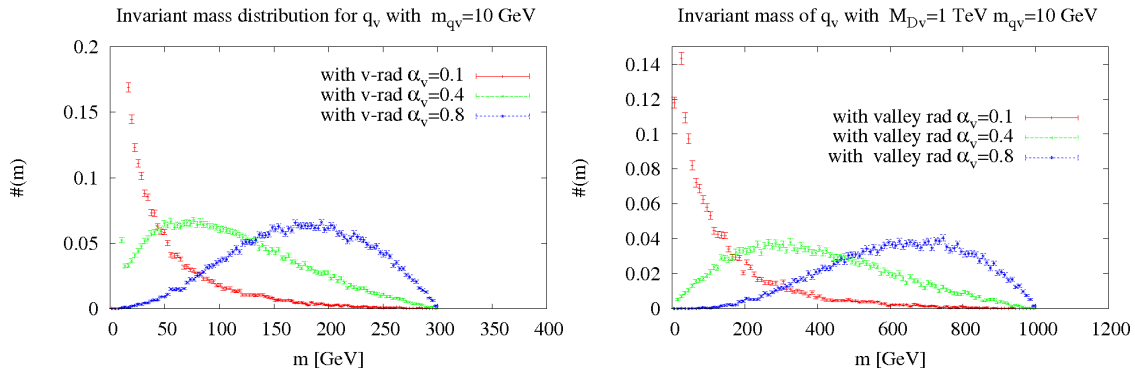 Invariant mass distribution for q_v with m_qv=10 GeV
0.2
0.15
0.1
0.05
0
#(m)
with v-rad α_v=0.1
with v-rad α_v=0.4
with v-rad α_v=0.8
0 50 100 150 200 250 300 350 400
m [GeV]
Invariant mass of q_v with M_Dv=1 TeV m_qv=10 GeV
0.14
0.12
0.1
0.08
0.06
0.04
0.02
0
#(m)
with valley rad α_v=0.1
with valley rad α_v=0.4
with valley rad α_v=0.8
0 200 400 600 800 1000 1200
m [GeV]